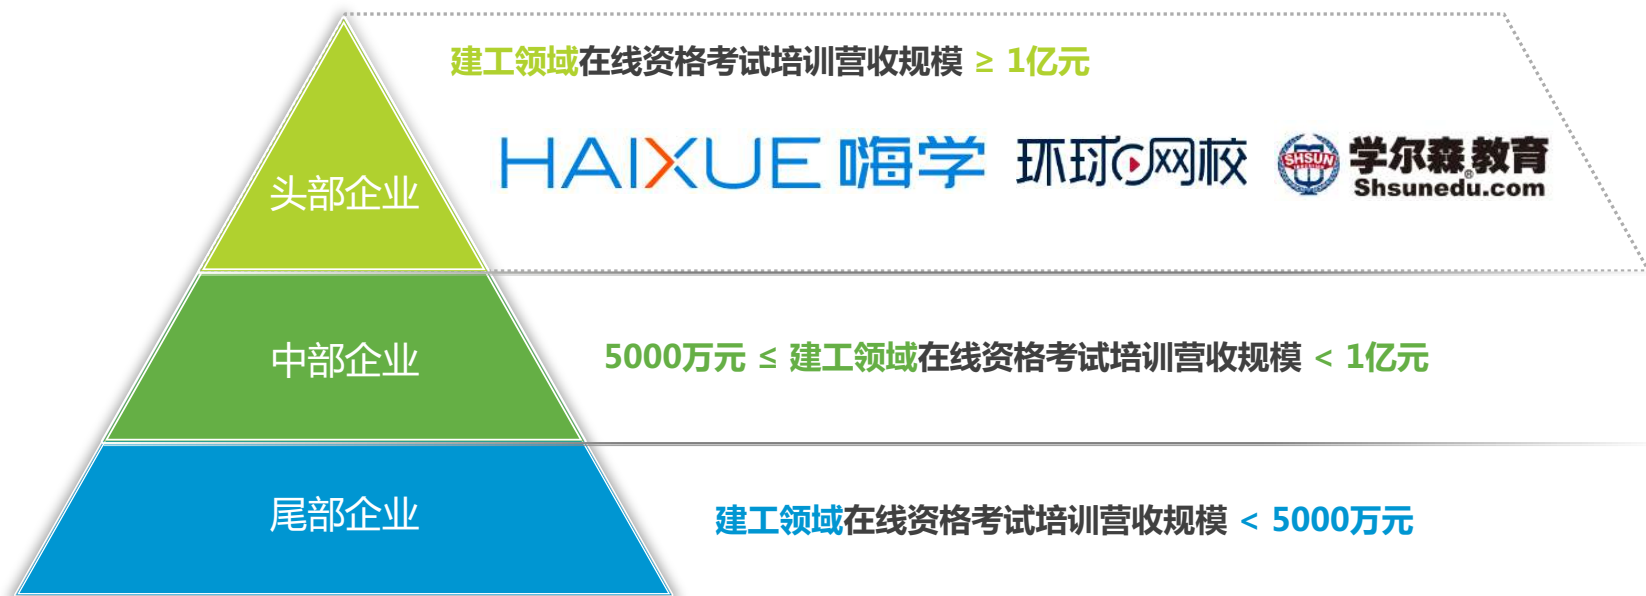 建工领域在线资格考试培训营收规模 ≥ 1亿元
HAIXUE 嗨学 环球网校 SHSUN 学尔森教育®
Shsunedu.com
头部企业
中部企业
5000万元 ≤ 建工领域在线资格考试培训营收规模 < 1亿元
尾部企业
建工领域在线资格考试培训营收规模 < 5000万元